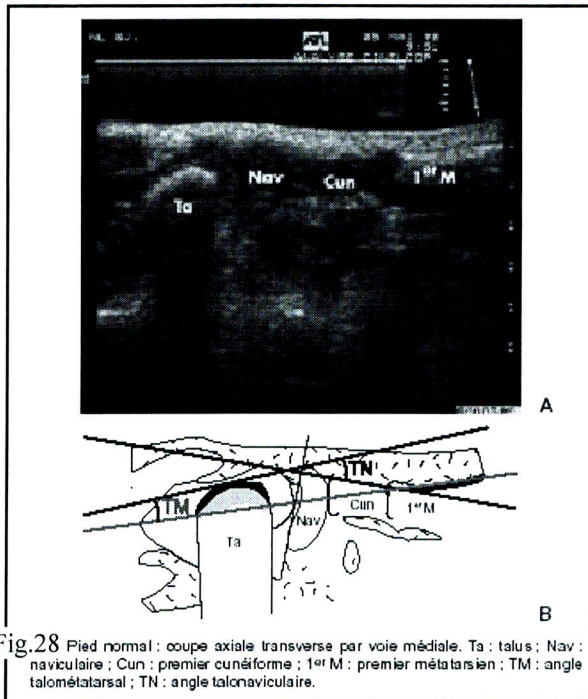 Nav
Cun
1er M
Ta
A
TN
TM
Nav
Cun
1er M
Ta
B
Fig.28 Pied normal : coupe axiale transverse par voie médiale. Ta : talus ; Nav :
naviculaire ; Cun : premier cunéiforme ; 1er M : premier métatarsien ; TM : angle
talométatarsal ; TN : angle talonaviculaire.